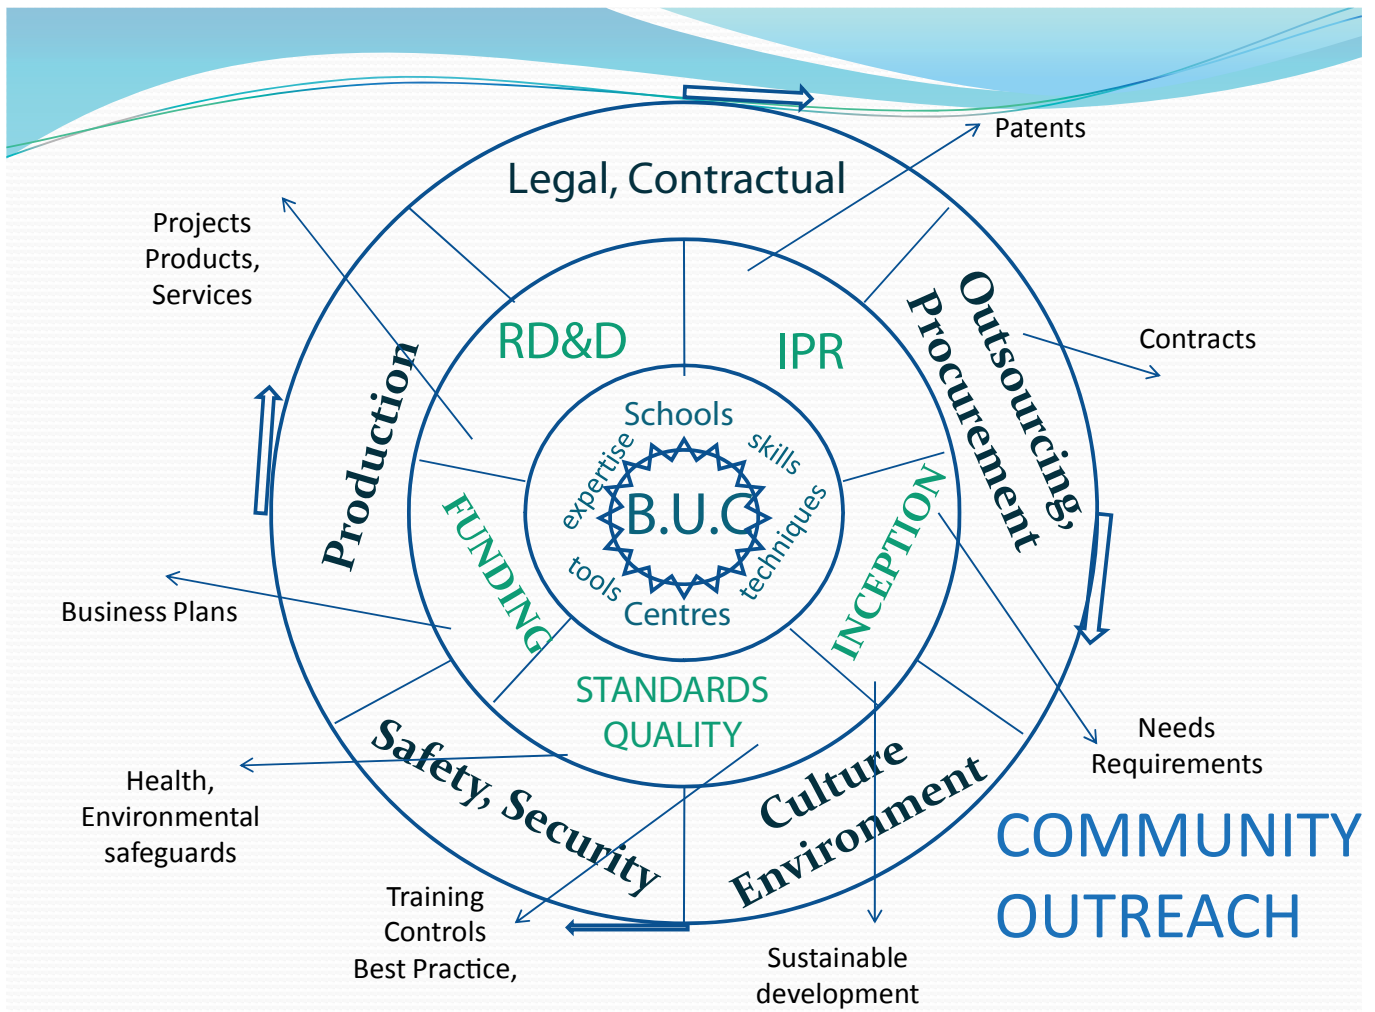 Patents
Legal, Contractual
Projects
Products,
Services
Outsourcing,
Procurement
Contracts
RD&D
IPR
Production
Schools
expertise
skills
B.U.C
techniques
tools
Centres
FUNDING
INCEPTION
Business Plans
STANDARDS
QUALITY
Safety, Security
Culture
Environment
Needs
Requirements
Health,
Environmental
safeguards
COMMUNITY
OUTREACH
Training
Controls
Best Practice,
Sustainable
development